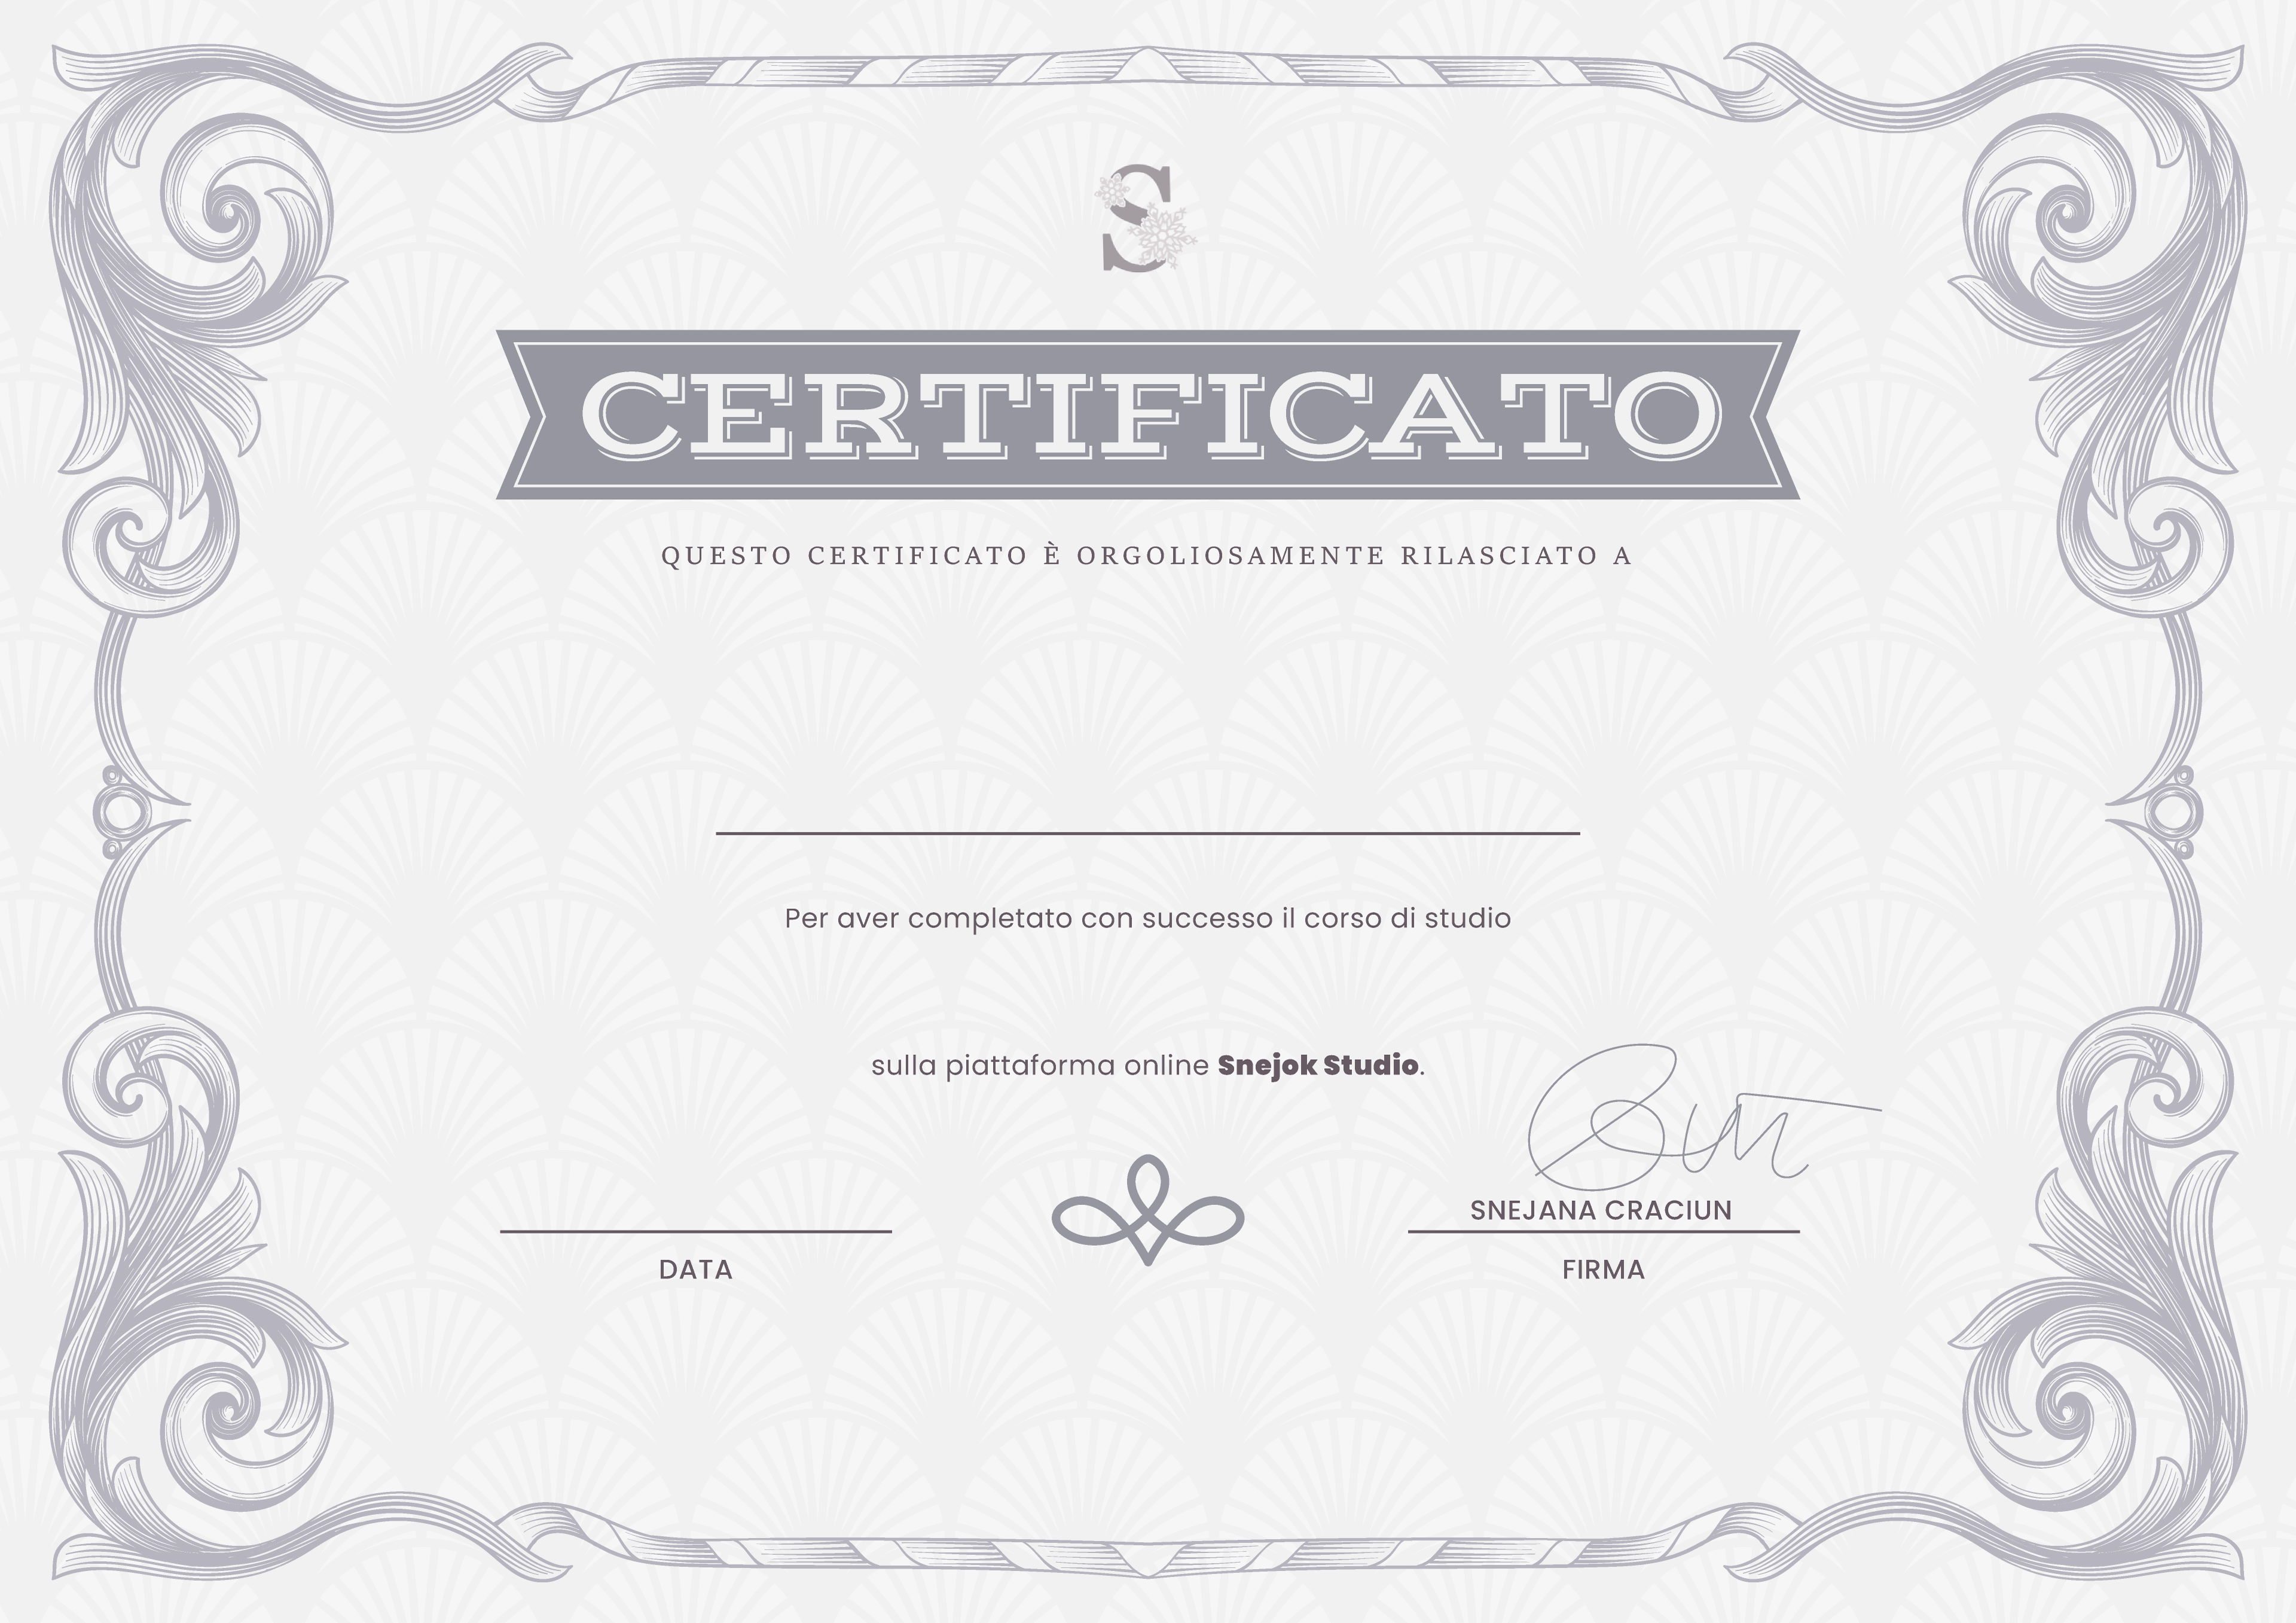 S
CERTIFICATO
QUESTO CERTIFICATO È ORGOLIOSAMENTE RILASCIATO A
Per aver completato con successo il corso di studio
sulla piattaforma online Snejok Studio.
SNEJANA CRACIUN
DATA
FIRMA